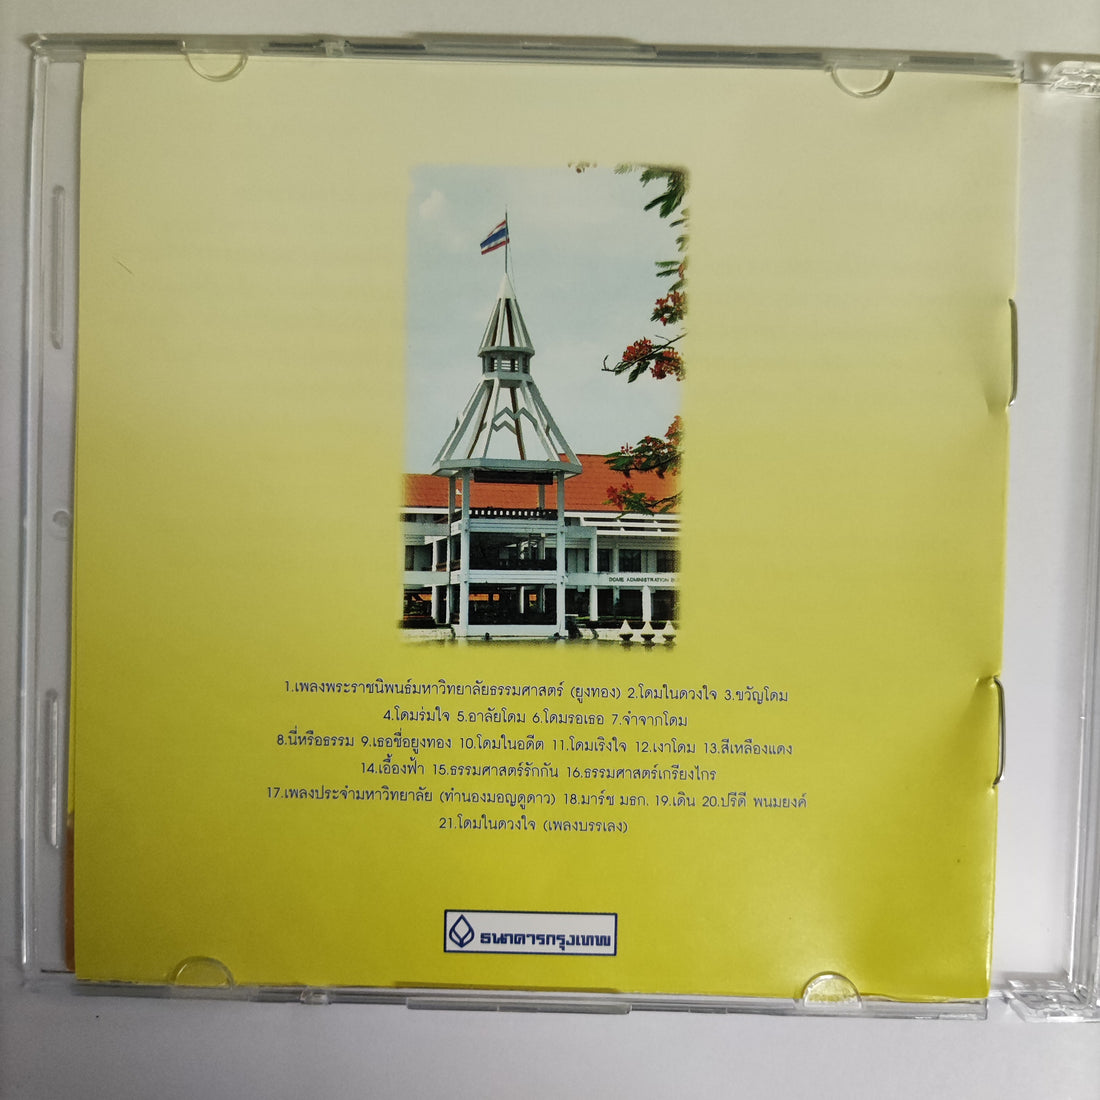 DOME ADMINISTRATION
1.เพลงพระราชนิพนธ์มหาวิทยาลัยธรรมศาสตร์ (ยูงทอง) 2.โดมในดวงใจ 3.ขวัญโดม
4.โดมร่มใจ 5.อาลัยโดม 6.โดมรอเธอ 7.จำจากโดม
8.นี่หรือธรรม 9.เธอชื่อยูงทอง 10.โดมในอดีต 11.โดมเริงใจ 12.เงาโดม 13.สีเหลืองแดง
14.เอื้องฟ้า 15.ธรรมศาสตร์รักกัน 16.ธรรมศาสตร์เกรียงไกร
17.เพลงประจำมหาวิทยาลัย (ทำนองมอญดูดาว) 18.มาร์ช มธก. 19.เดิน 20.ปรีดี พนมยงค์
21.โดมในดวงใจ (เพลงบรรเลง)
ธนาคารกรุงเทพ